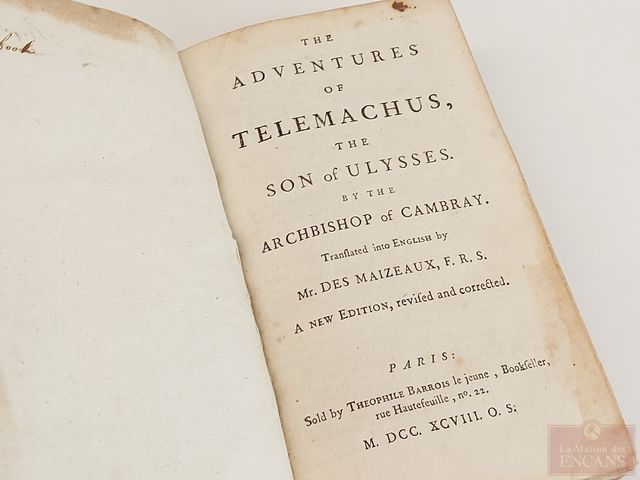 book
THE
ADVENTURES
OF
TELEMACHUS,
THE
SON of ULYSSES.
BY THE
ARCHBISHOP of CAMBRAY.
Tranſlated into ENGLISH by
Mr. DES MAIZEAUX, F. R. S.
A NEW EDITION, reviſed and corrected.
PARIS:
Sold by THEOPHILE BARROIS le jeune, Bookſeller,
rue Hautefeuille, nº. 22.
M. DCC. XCVIII. O. S.
La Maison des
ENCANS